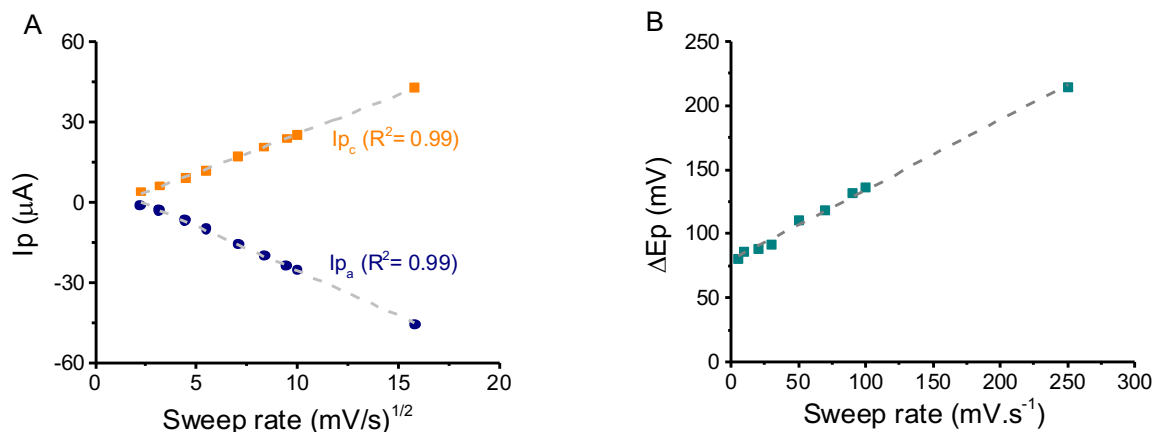 A
60
30
0
-30
-60
Ip (μA)
Ip_c (R²= 0.99)
Ip_a (R²= 0.99)
0 5 10 15 20
Sweep rate (mV/s)^1/2
B
250
200
150
100
50
0
ΔEp (mV)
0 50 100 150 200 250 300
Sweep rate (mV.s⁻¹)